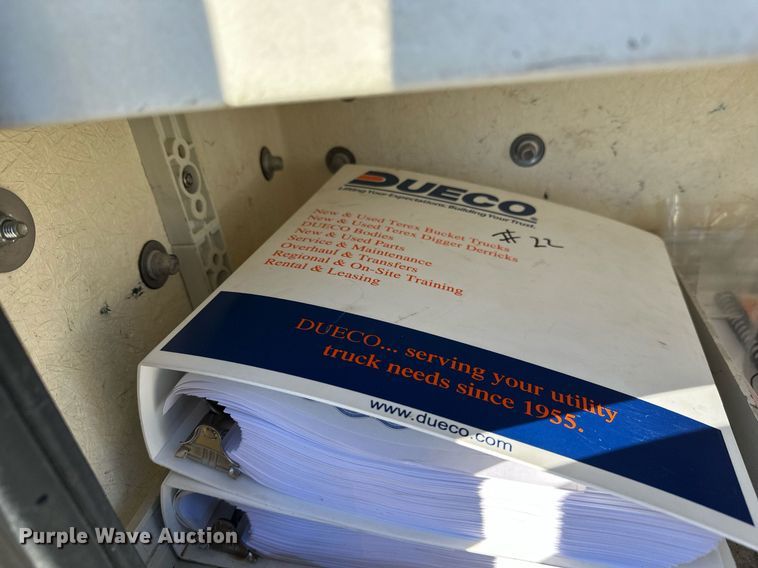 DUECO
Lifting Your Expectations. Building Your Trust.
New & Used Terex Bucket Trucks
New & Used Terex Digger Derricks
DUECO Bodies
New & Used Parts
Service & Maintenance
Overhaul & Transfers
Regional & On-Site Training
Rental & Leasing
# 22
DUECO... serving your utility
truck needs since 1955.
www.dueco.com
Purple Wave Auction